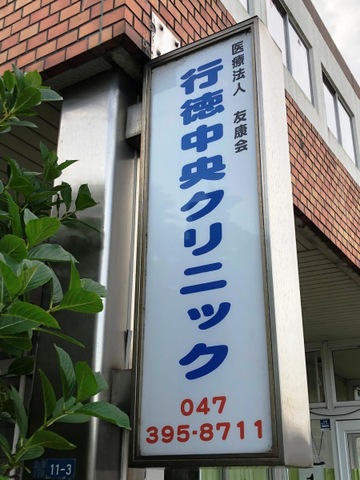 医療法人 友康会
行徳中央クリニック
047
395-8711
11-3